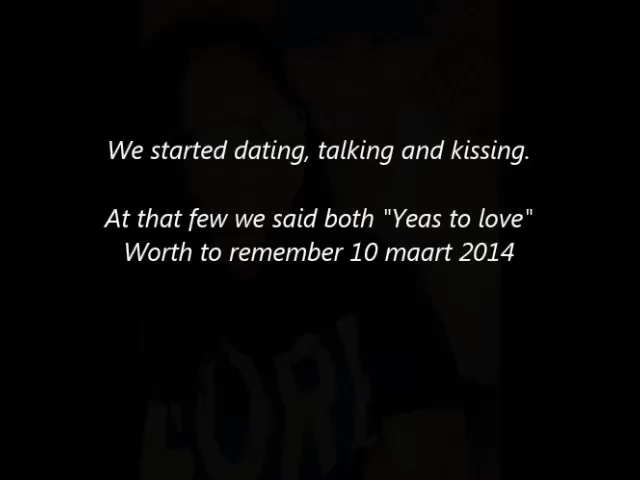 We started dating, talking and kissing.
At that few we said both "Yeas to love"
Worth to remember 10 maart 2014